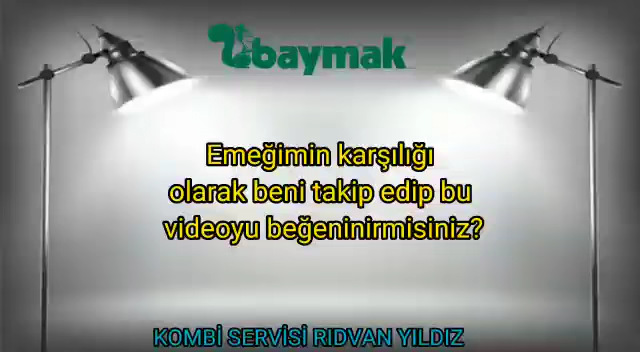 baymak
Emeğimin karşılığı
olarak beni takip edip bu
videoyu beğeninirmisiniz?
KOMBİ SERVİSİ RIDVAN YILDIZ